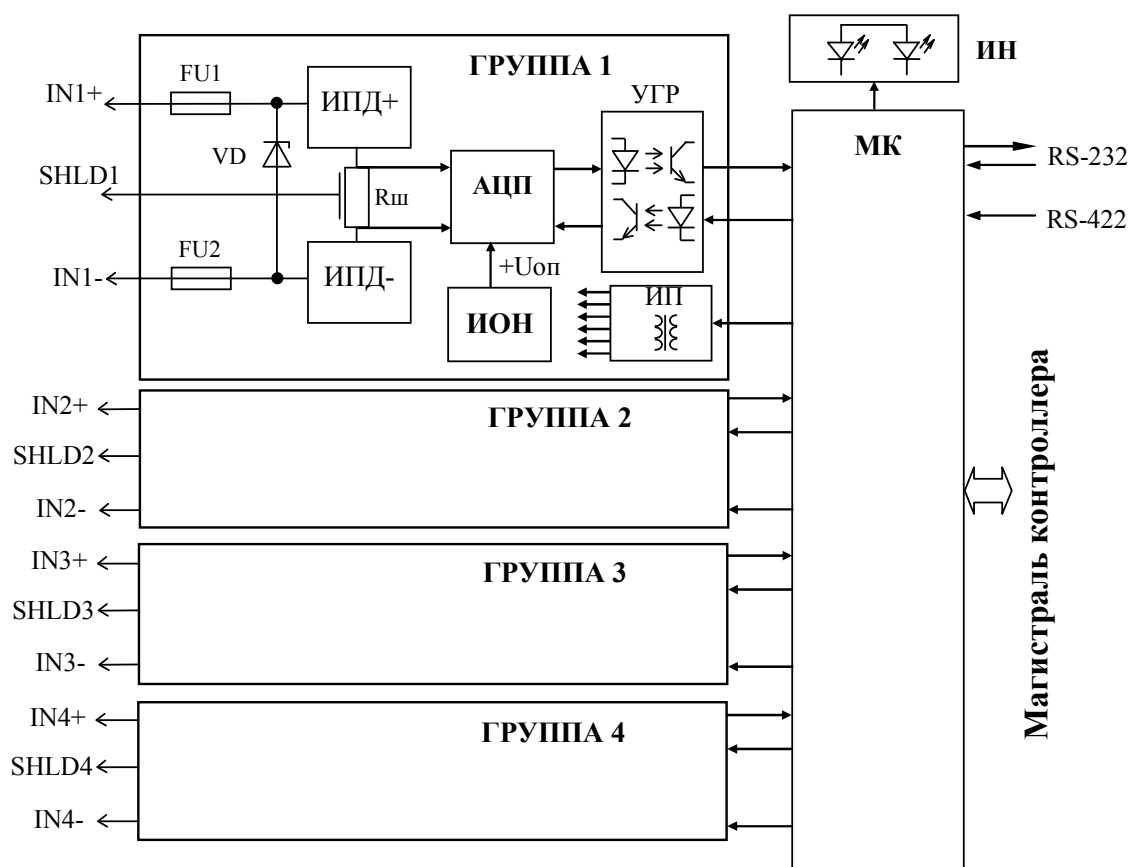 ГРУППА 1
ИН
FU1
IN1+
ИПД+
УГР
МК
VD
RS-232
SHLD1
АЦП
Rш
RS-422
FU2
IN1-
ИПД-
+Uоп
ИП
ИОН
IN2+
ГРУППА 2
SHLD2
IN2-
Магистраль контроллера
IN3+
ГРУППА 3
SHLD3
IN3-
IN4+
ГРУППА 4
SHLD4
IN4-